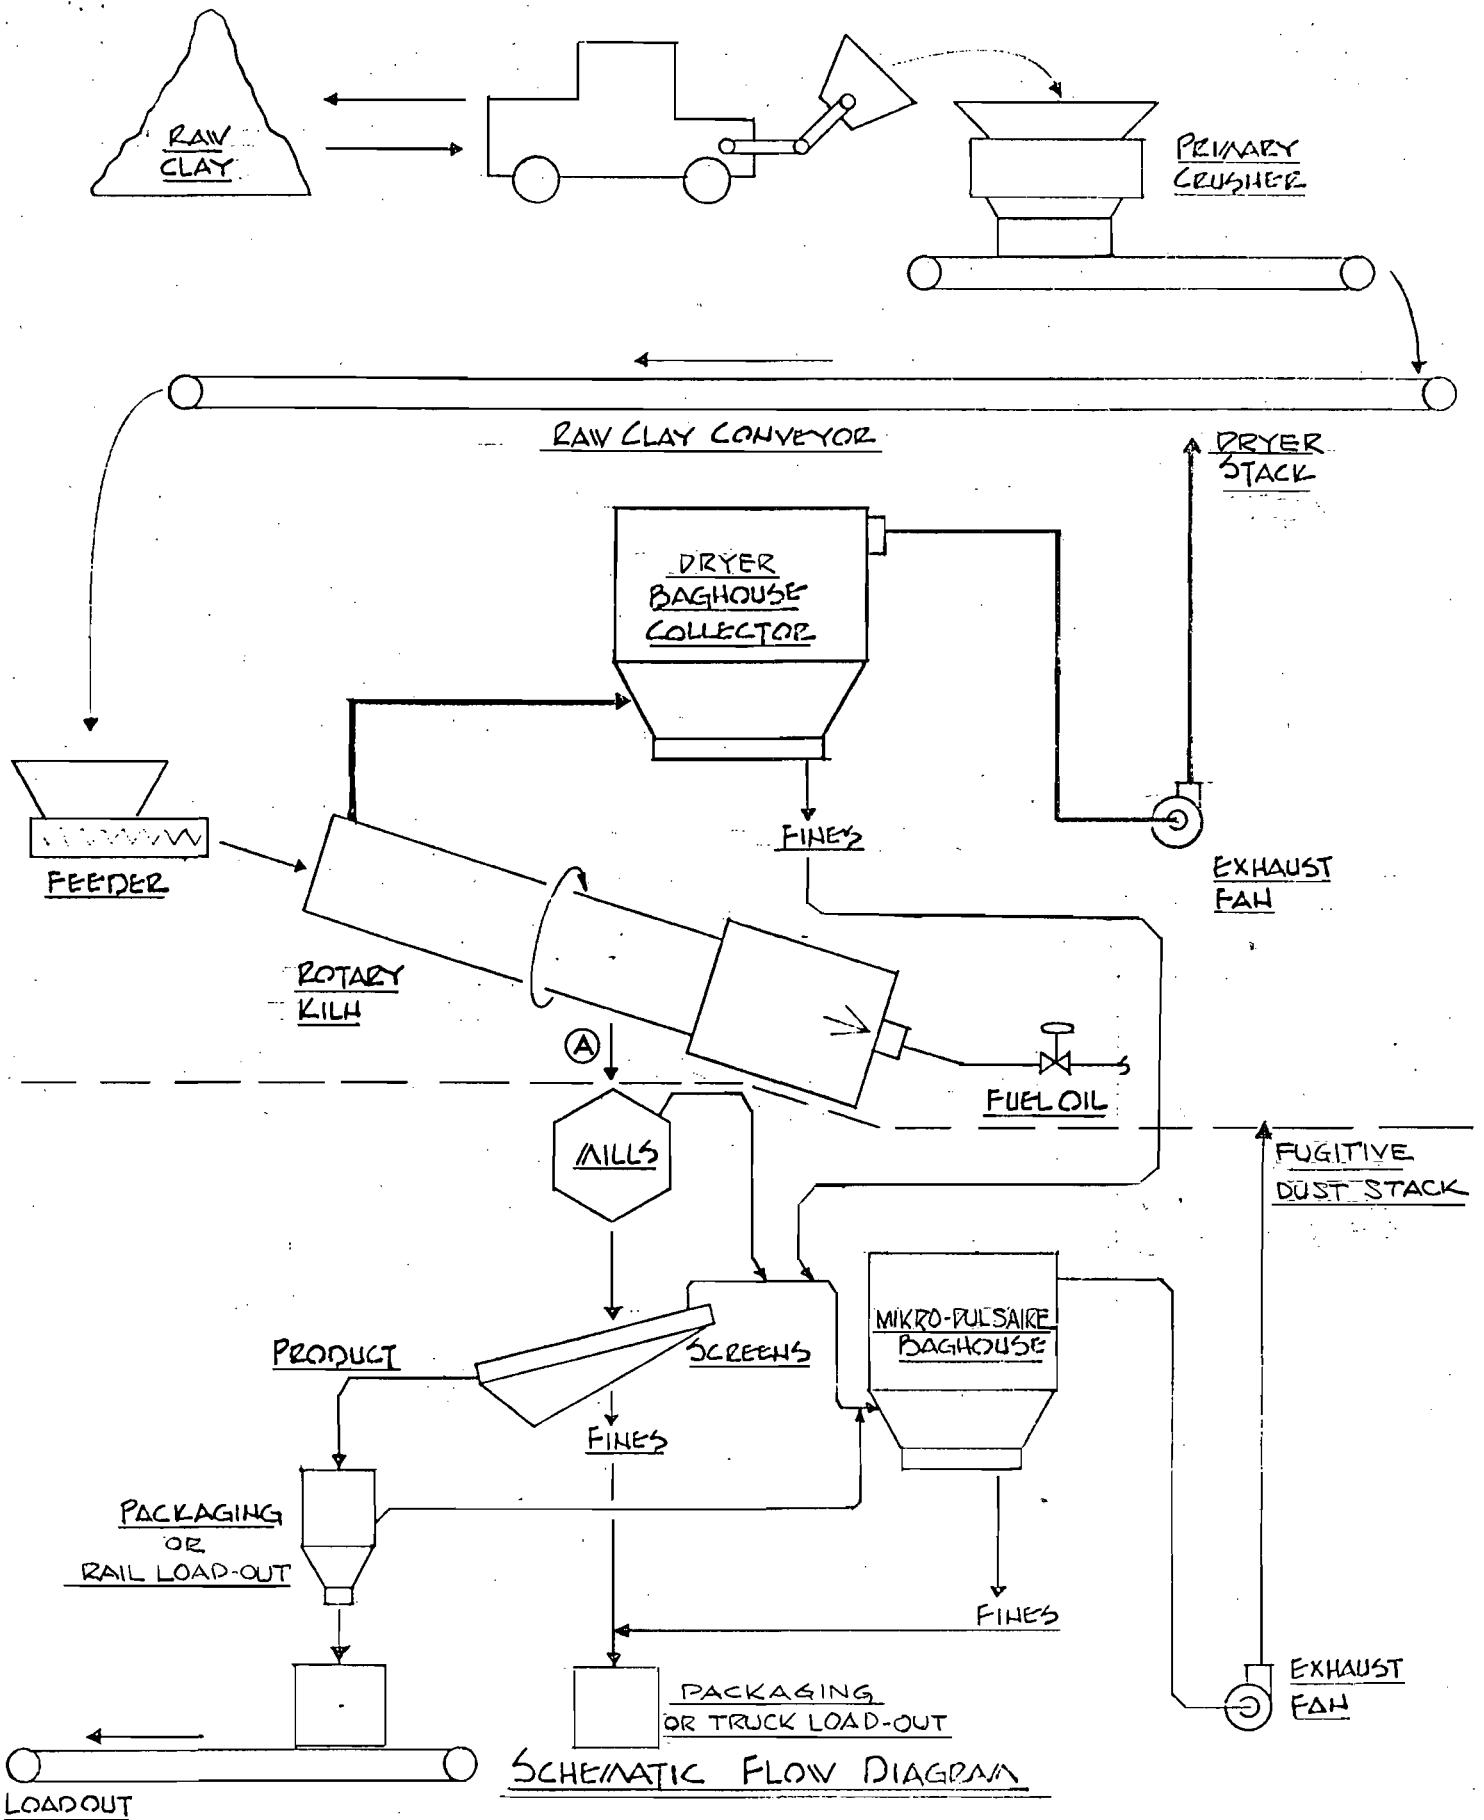 RAW
CLAY
PRIMARY
CRUSHER
RAW CLAY CONVEYOR
DRYER
STACK
DRYER
BAGHOUSE
COLLECTOR
FINES
FEEDER
EXHAUST
FAN
ROTARY
KILN
A
FUEL OIL
MILLS
FUGITIVE
DUST STACK
MIKRO-PULSAIRE
BAGHOUSE
SCREENS
PRODUCT
FINES
PACKAGING
OR
RAIL LOAD-OUT
FINES
EXHAUST
FAN
PACKAGING
OR TRUCK LOAD-OUT
SCHEMATIC FLOW DIAGRAM
LOADOUT